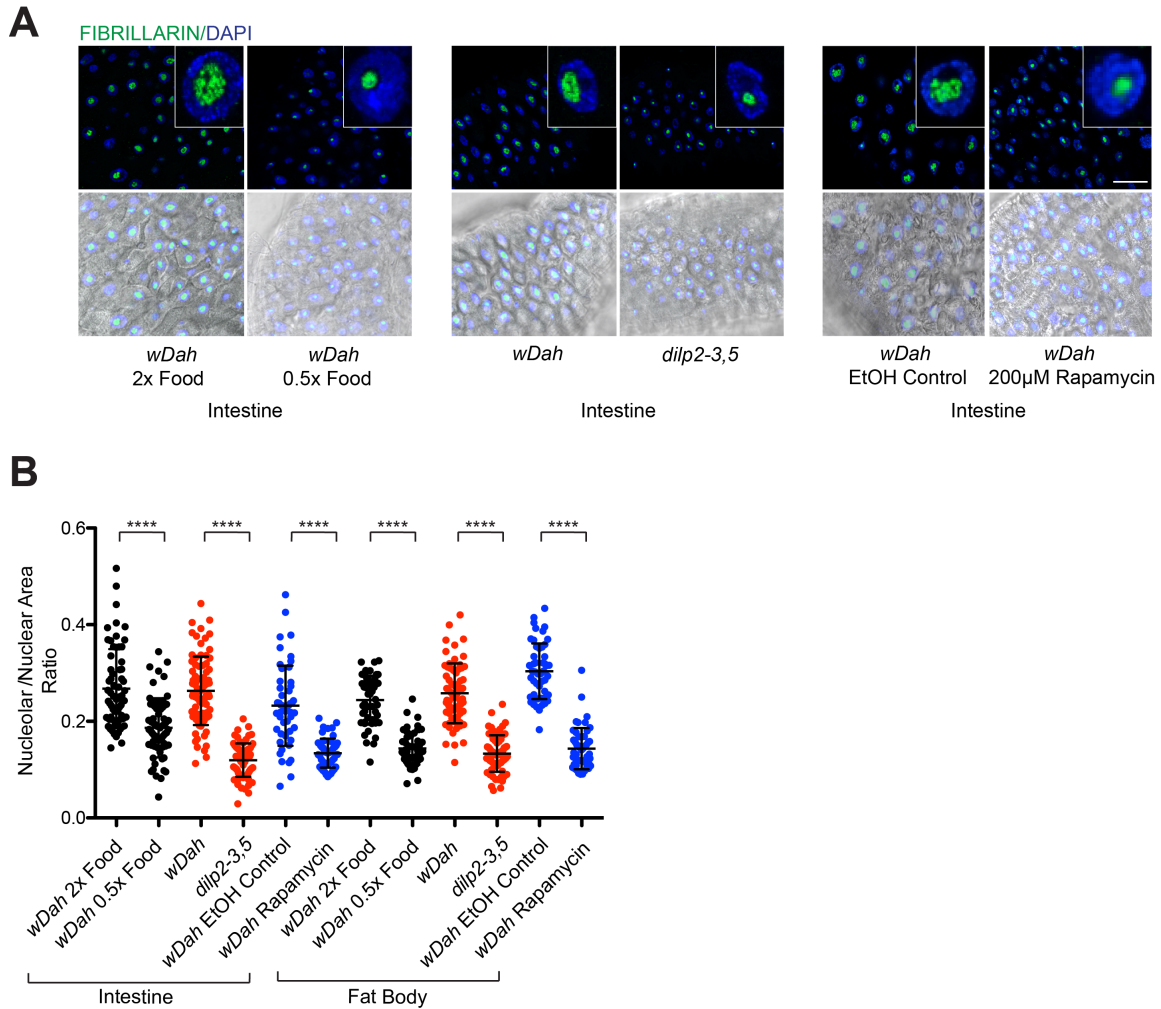 A
FIBRILLARIN/DAPI
wDah
2x Food
wDah
0.5x Food
wDah
dilp2-3,5
wDah
EtOH Control
wDah
200µM Rapamycin
Intestine
Intestine
Intestine
B
Nucleolar /Nuclear Area
Ratio
0.6
0.4
0.2
0.0
****
****
****
****
****
****
wDah 2x Food
wDah 0.5x Food
wDah
dilp2-3,5
wDah EtOH Control
wDah Rapamycin
wDah 2x Food
wDah 0.5x Food
wDah
dilp2-3,5
wDah EtOH Control
wDah Rapamycin
Intestine
Fat Body